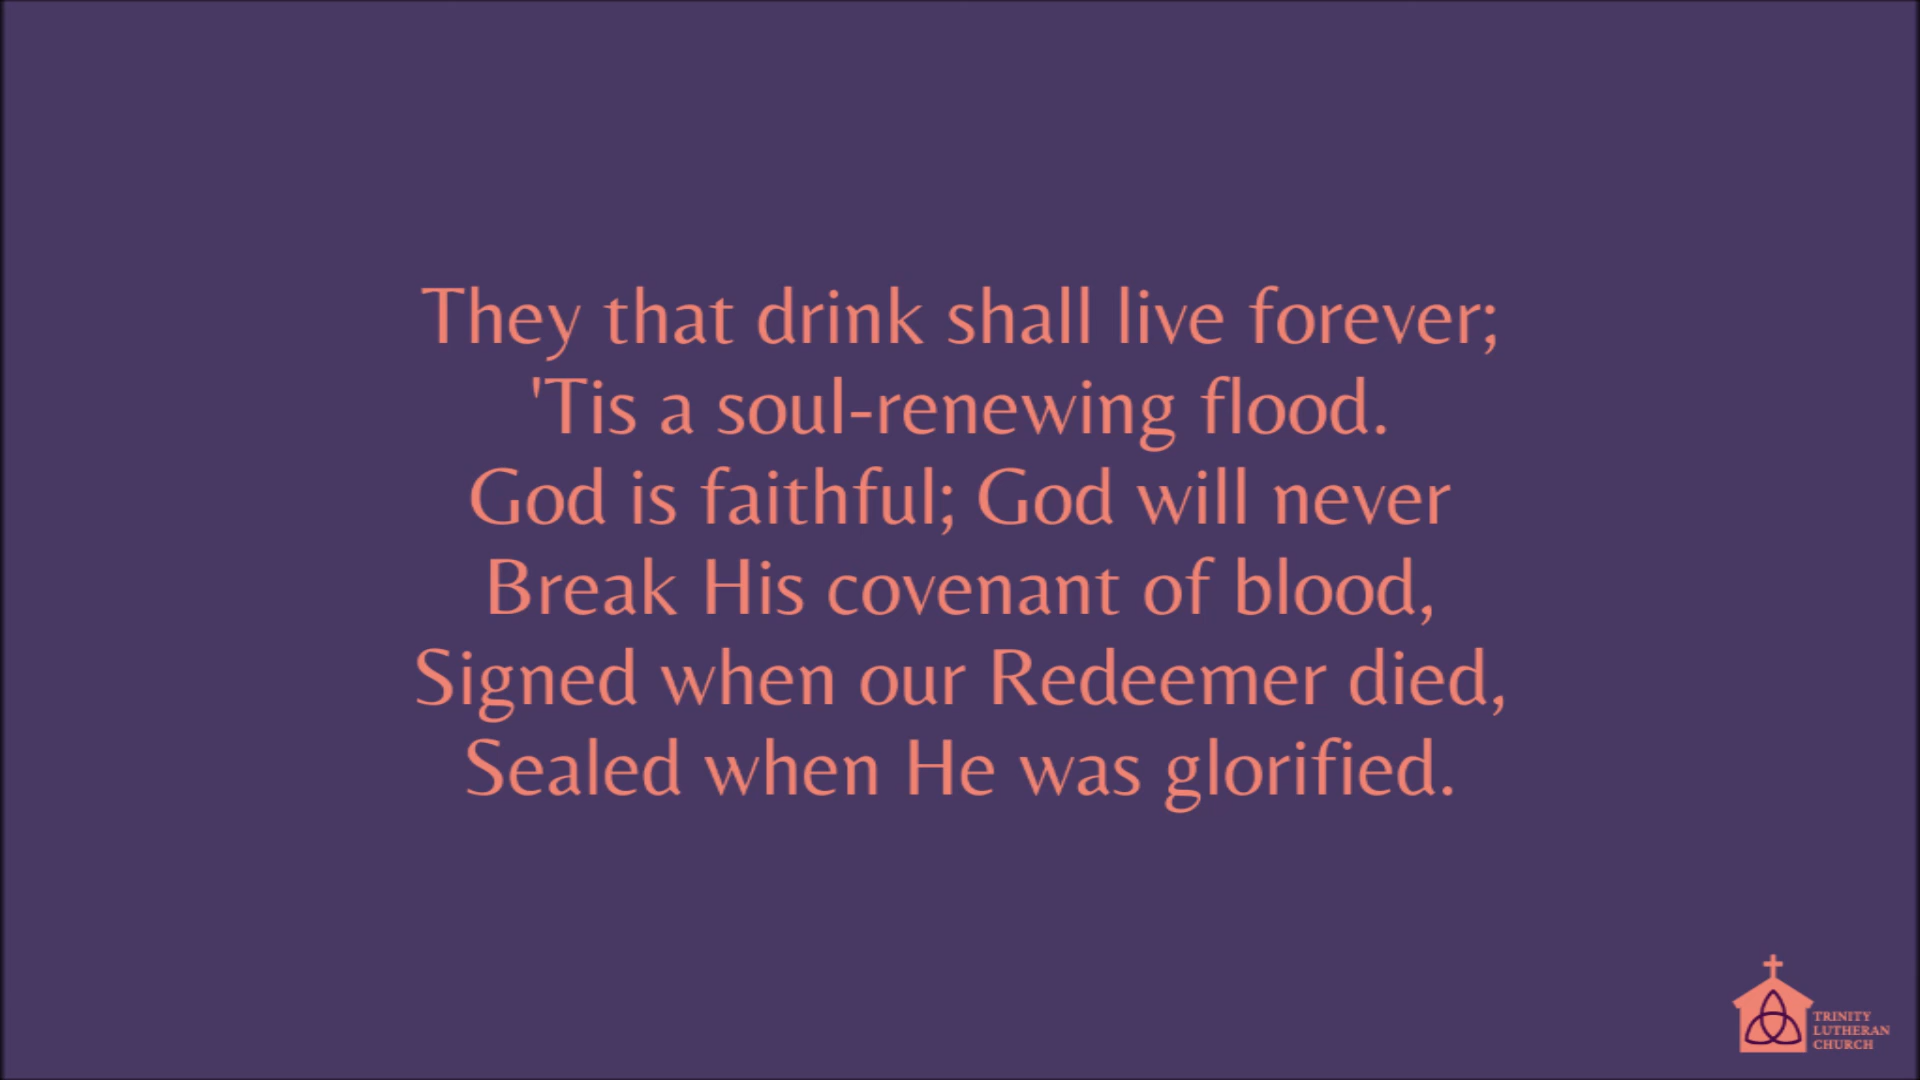 They that drink shall live forever;
'Tis a soul-renewing flood.
God is faithful; God will never
Break His covenant of blood,
Signed when our Redeemer died,
Sealed when He was glorified.
TRINITY
LUTHERAN
CHURCH